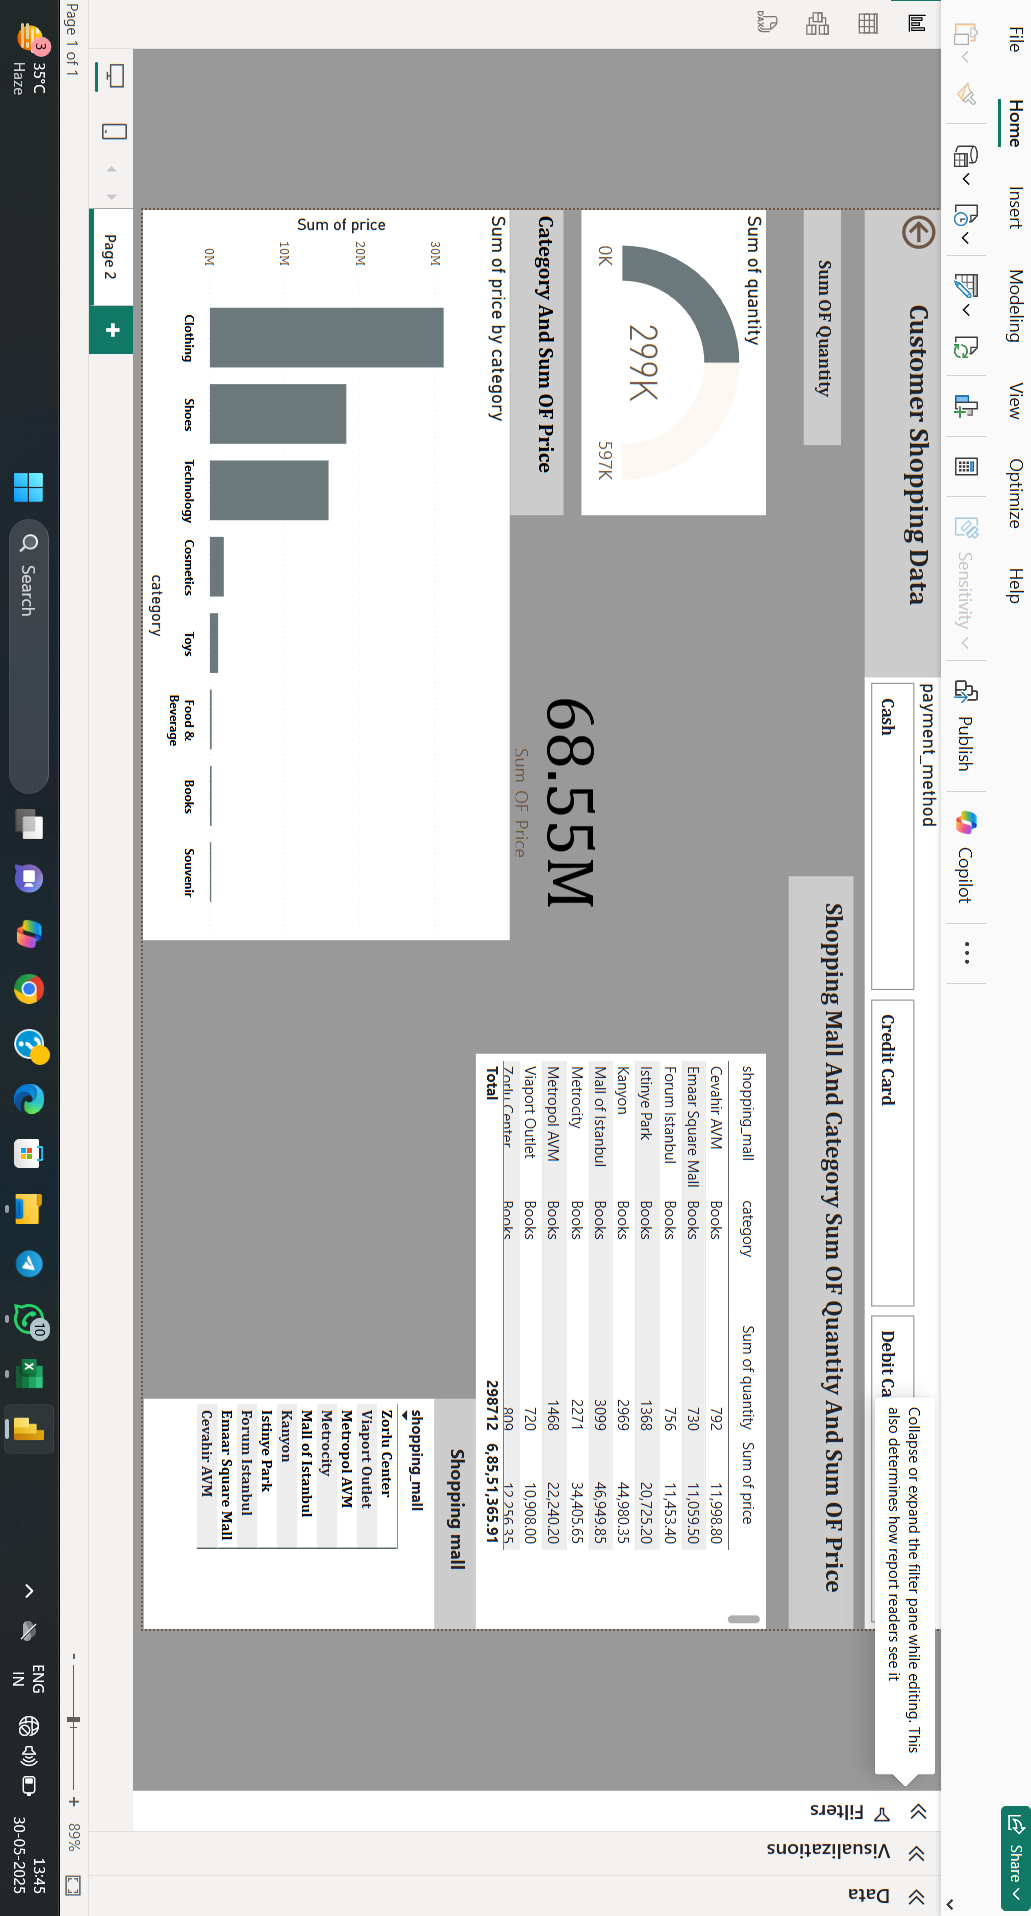 File Home Insert Modeling View Optimize Help
Share
Sensitivity Publish Copilot ...
Collapse or expand the filter pane while editing. This
also determines how report readers see it
Customer Shopping Data
payment_method
Cash Credit Card Debit Ca
Sum OF Quantity
Shopping Mall And Category Sum OF Quantity And Sum OF Price
Sum of quantity
299K
0K 597K
shopping_mall category Sum of quantity Sum of price
Cevahir AVM Books 792 11,998.80
Emaar Square Mall Books 730 11,059.50
Forum Istanbul Books 756 11,453.40
Istinye Park Books 1368 20,725.20
Kanyon Books 2969 44,980.35
Mall of Istanbul Books 3099 46,949.85
Metrocity Books 2271 34,405.65
Metropol AVM Books 1468 22,240.20
Viaport Outlet Books 720 10,908.00
Zorlu Center Books 809 12,256.35
Total 298712 6,85,51,365.91
68.55M
Sum OF Price
Category And Sum OF Price
Sum of price by category
Sum of price
30M
20M
10M
0M
Clothing Shoes Technology Cosmetics Toys Food & Beverage Books Souvenir
category
Shopping mall
shopping_mall
Zorlu Center
Viaport Outlet
Metropol AVM
Metrocity
Mall of Istanbul
Kanyon
Istinye Park
Forum Istanbul
Emaar Square Mall
Cevahir AVM
Filters
Visualizations
Data
Page 2
Page 1 of 1
89%
3
35°C
Haze
Search
10
ENG
IN
13:45
30-05-2025